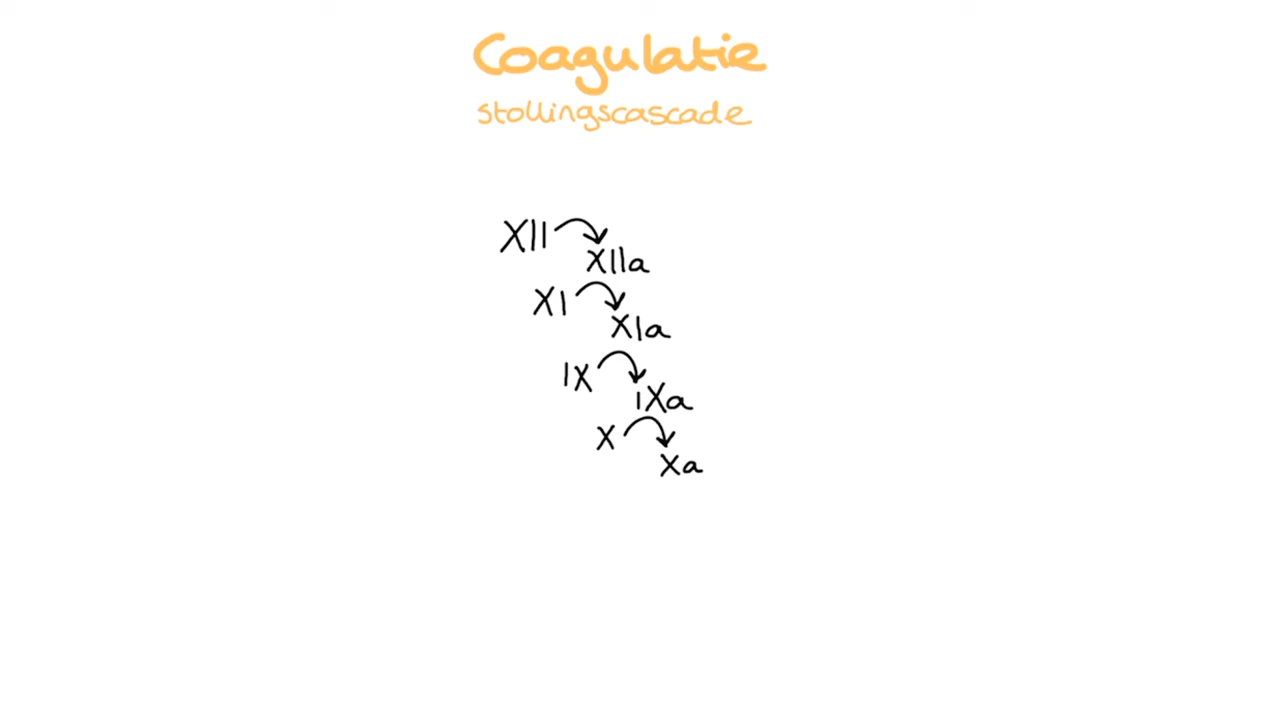 Coagulatie
stollingscascade
XII
XIIa
XI
XIa
IX
IXa
X
Xa